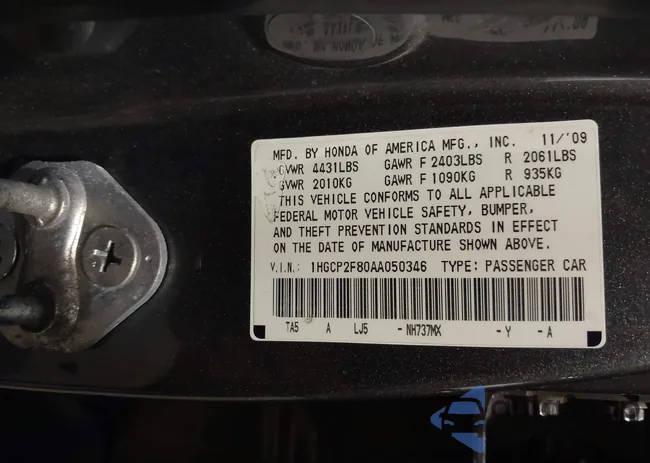 MFD. BY HONDA OF AMERICA MFG., INC. 11/'09
GVWR 4431LBS GAWR F 2403LBS R 2061LBS
GVWR 2010KG GAWR F 1090KG R 935KG
THIS VEHICLE CONFORMS TO ALL APPLICABLE
FEDERAL MOTOR VEHICLE SAFETY, BUMPER,
AND THEFT PREVENTION STANDARDS IN EFFECT
ON THE DATE OF MANUFACTURE SHOWN ABOVE.
V.I.N.: 1HGCP2F80AA050346 TYPE: PASSENGER CAR
TA5 A LJ5 -NH737MX -Y -A